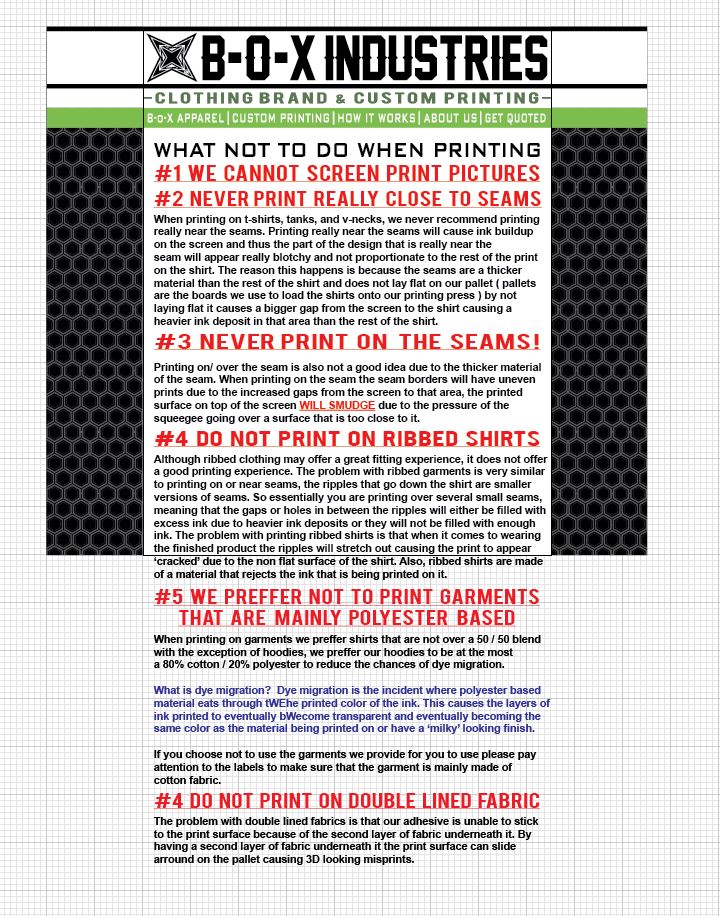 B-O-X INDUSTRIES
-CLOTHING BRAND & CUSTOM PRINTING-
B-o-X APPAREL|CUSTOM PRINTING|HOW IT WORKS|ABOUT US|GET QUOTED
WHAT NOT TO DO WHEN PRINTING
#1 WE CANNOT SCREEN PRINT PICTURES
#2 NEVER PRINT REALLY CLOSE TO SEAMS
When printing on t-shirts, tanks, and v-necks, we never recommend printing
really near the seams. Printing really near the seams will cause ink buildup
on the screen and thus the part of the design that is really near the
seam will appear really blotchy and not proportionate to the rest of the print
on the shirt. The reason this happens is because the seams are a thicker
material than the rest of the shirt and does not lay flat on our pallet ( pallets
are the boards we use to load the shirts onto our printing press ) by not
laying flat it causes a bigger gap from the screen to the shirt causing a
heavier ink deposit in that area than the rest of the shirt.
#3 NEVER PRINT ON THE SEAMS!
Printing on/ over the seam is also not a good idea due to the thicker material
of the seam. When printing on the seam the seam borders will have uneven
prints due to the increased gaps from the screen to that area, the printed
surface on top of the screen WILL SMUDGE due to the pressure of the
squeegee going over a surface that is too close to it.
#4 DO NOT PRINT ON RIBBED SHIRTS
Although ribbed clothing may offer a great fitting experience, it does not offer
a good printing experience. The problem with ribbed garments is very similar
to printing on or near seams, the ripples that go down the shirt are smaller
versions of seams. So essentially you are printing over several small seams,
meaning that the gaps or holes in between the ripples will either be filled with
excess ink due to heavier ink deposits or they will not be filled with enough
ink. The problem with printing ribbed shirts is that when it comes to wearing
the finished product the ripples will stretch out causing the print to appear
‘cracked’ due to the non flat surface of the shirt. Also, ribbed shirts are made
of a material that rejects the ink that is being printed on it.
#5 WE PREFFER NOT TO PRINT GARMENTS
THAT ARE MAINLY POLYESTER BASED
When printing on garments we preffer shirts that are not over a 50 / 50 blend
with the exception of hoodies, we preffer our hoodies to be at the most
a 80% cotton / 20% polyester to reduce the chances of dye migration.
What is dye migration?  Dye migration is the incident where polyester based
material eats through tWEhe printed color of the ink. This causes the layers of
ink printed to eventually bWecome transparent and eventually becoming the
same color as the material being printed on or have a ‘milky’ looking finish.
If you choose not to use the garments we provide for you to use please pay
attention to the labels to make sure that the garment is mainly made of
cotton fabric.
#4 DO NOT PRINT ON DOUBLE LINED FABRIC
The problem with double lined fabrics is that our adhesive is unable to stick
to the print surface because of the second layer of fabric underneath it. By
having a second layer of fabric underneath it the print surface can slide
arround on the pallet causing 3D looking misprints.